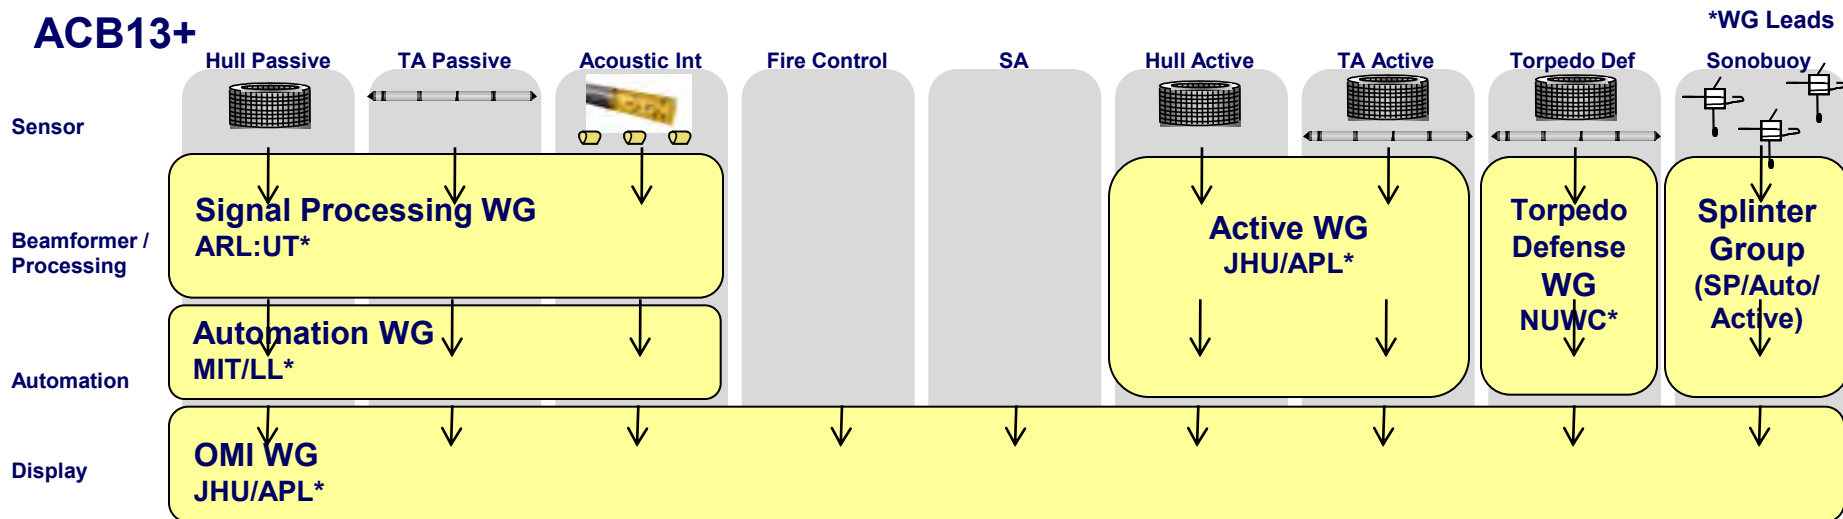 ACB13+
*WG Leads
Hull Passive
TA Passive
Acoustic Int
Fire Control
SA
Hull Active
TA Active
Torpedo Def
Sonobuoy
Sensor
Beamformer /
Processing
Signal Processing WG
ARL:UT*
Active WG
JHU/APL*
Torpedo
Defense
WG
NUWC*
Splinter
Group
(SP/Auto/
Active)
Automation
Automation WG
MIT/LL*
Display
OMI WG
JHU/APL*